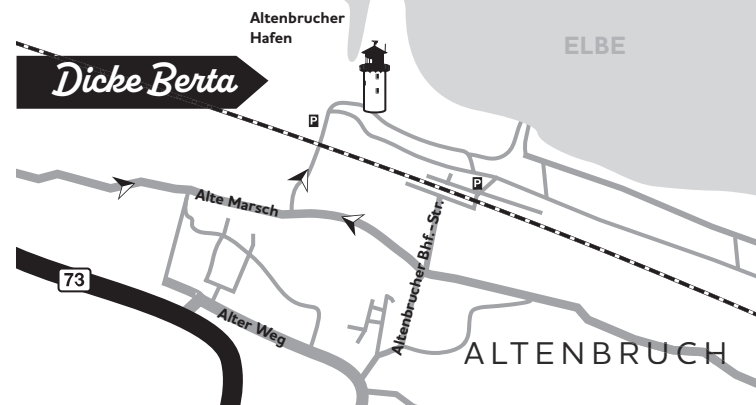 Altenbrucher
Hafen
ELBE
Dicke Berta
P
P
Alte Marsch
Altenbrucher Bhf.-Str.
73
Alter Weg
ALTENBRUCH